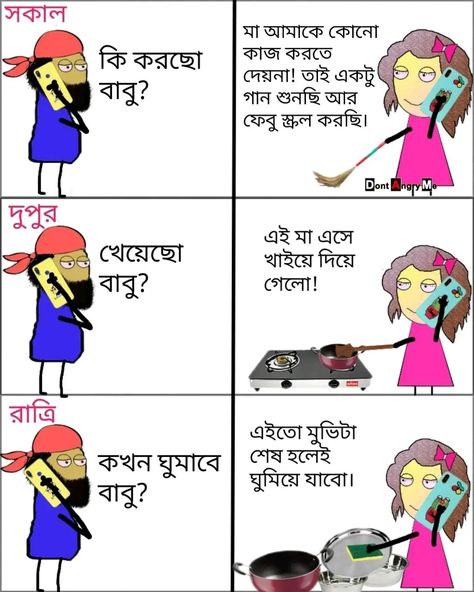 সকাল
কি করছো
বাবু?
মা আমাকে কোনো
কাজ করতে
দেয়না! তাই একটু
গান শুনছি আর
ফেবু স্ক্রল করছি।
Dont Angry Me
দুপুর
খেয়েছো
বাবু?
এই মা এসে
খাইয়ে দিয়ে
গেলো!
রাত্রি
কখন ঘুমাবে
বাবু?
এইতো মুভিটা
শেষ হলেই
ঘুমিয়ে যাবো।